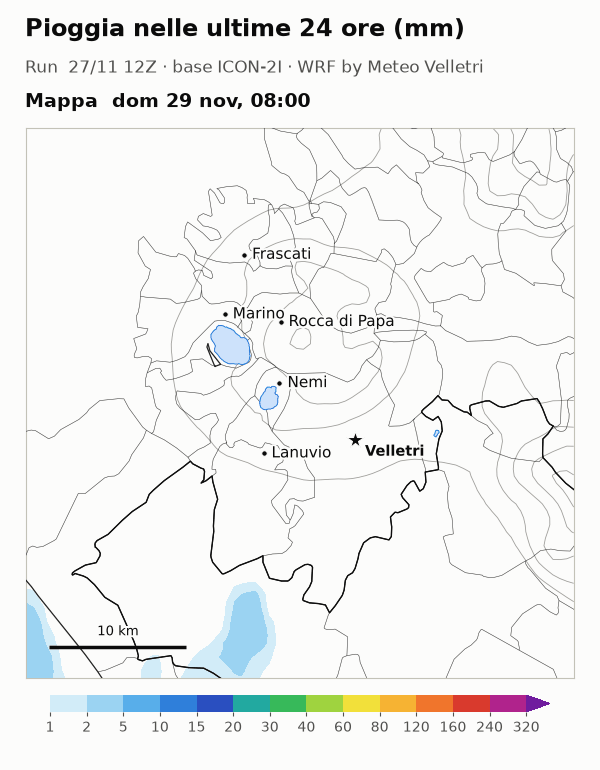 Pioggia nelle ultime 24 ore (mm)
Run  27/11 12Z · base ICON-2I · WRF by Meteo Velletri
Mappa  dom 29 nov, 08:00
Frascati
Marino
Rocca di Papa
Nemi
Velletri
Lanuvio
10 km
1 2 5 10 15 20 30 40 60 80 120 160 240 320